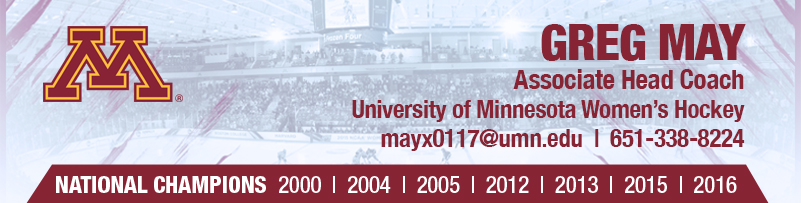 M®
GREG MAY
Associate Head Coach
University of Minnesota Women's Hockey
mayx0117@umn.edu | 651-338-8224
NATIONAL CHAMPIONS 2000 | 2004 | 2005 | 2012 | 2013 | 2015 | 2016